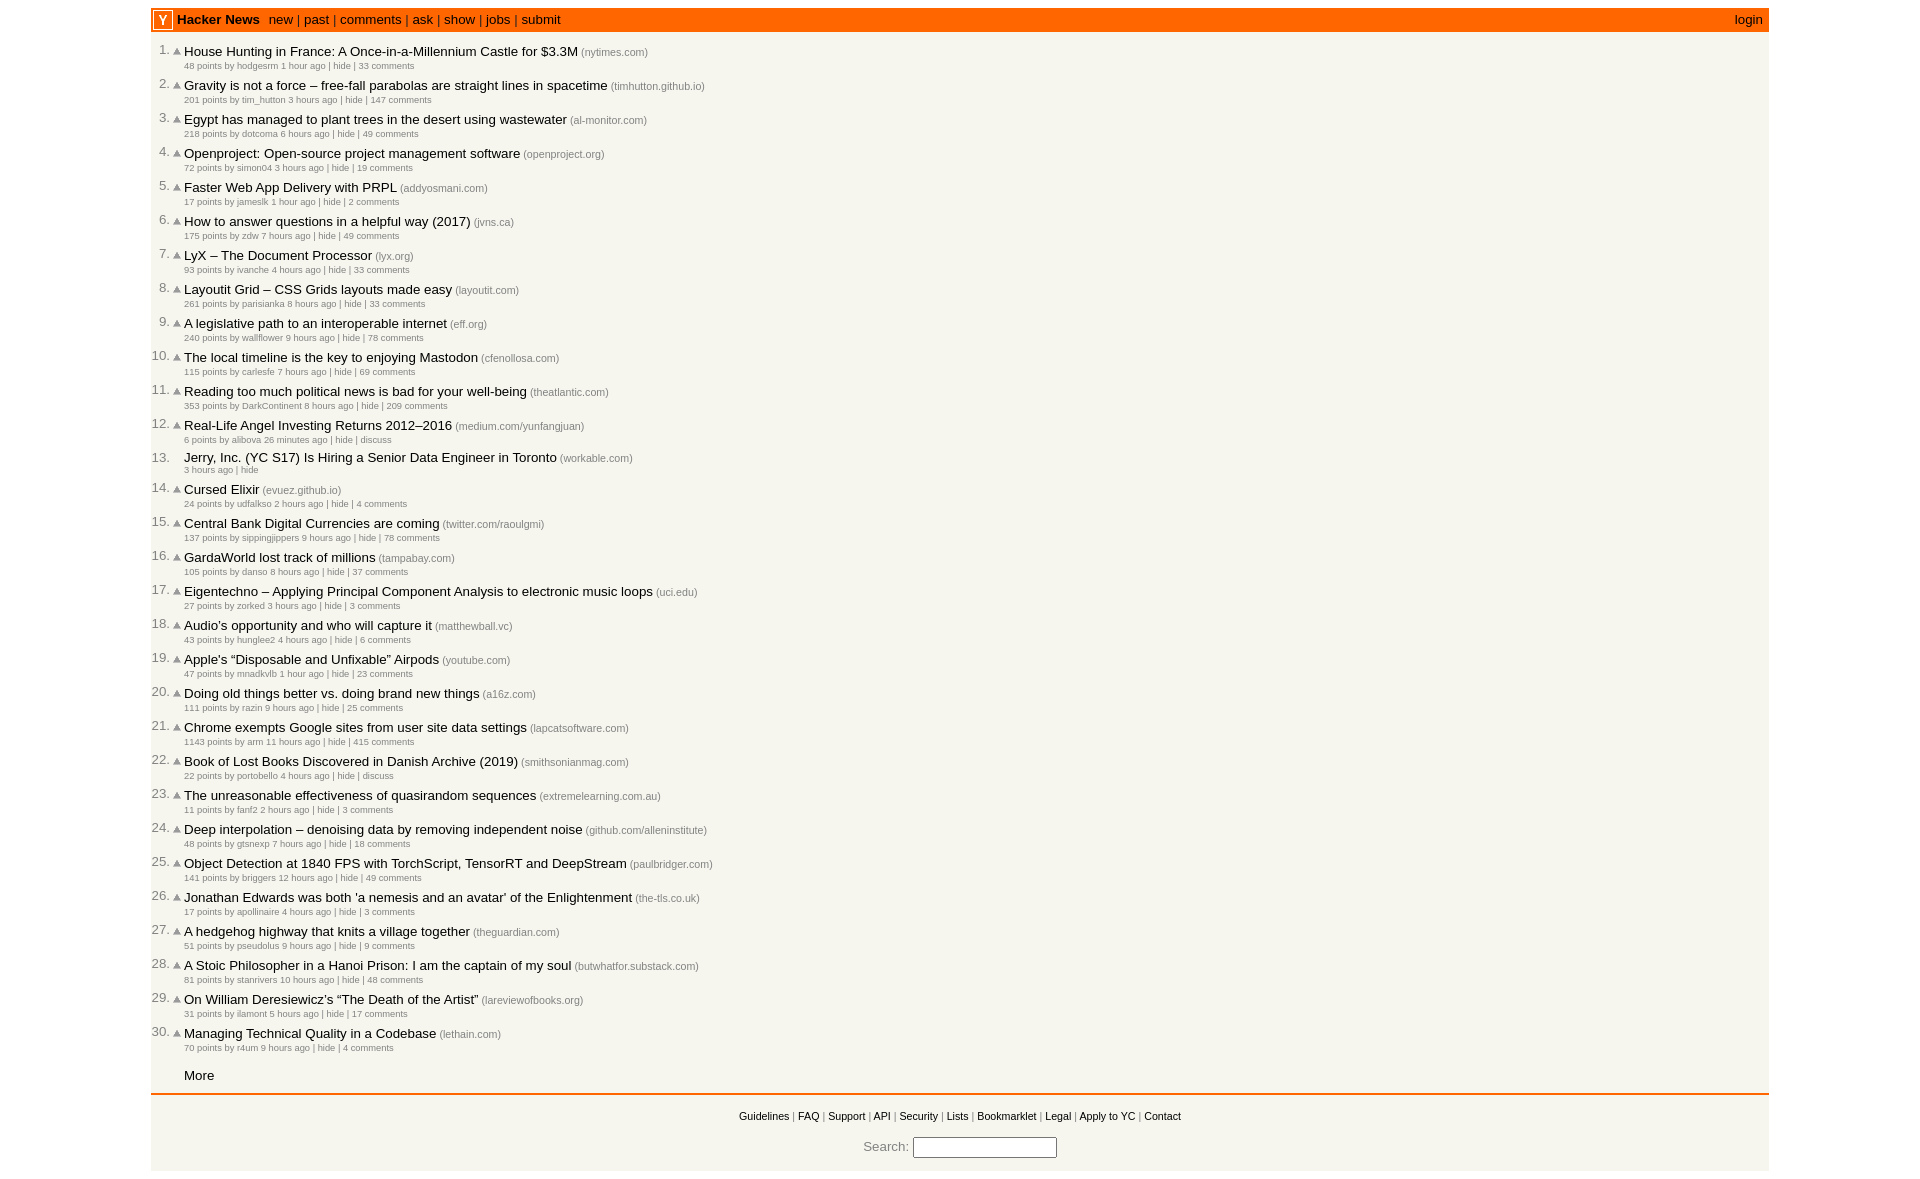 Y Hacker News new | past | comments | ask | show | jobs | submit login
1. House Hunting in France: A Once-in-a-Millennium Castle for $3.3M (nytimes.com)
48 points by hodgesrm 1 hour ago | hide | 33 comments
2. Gravity is not a force – free-fall parabolas are straight lines in spacetime (timhutton.github.io)
201 points by tim_hutton 3 hours ago | hide | 147 comments
3. Egypt has managed to plant trees in the desert using wastewater (al-monitor.com)
218 points by dotcoma 6 hours ago | hide | 49 comments
4. Openproject: Open-source project management software (openproject.org)
72 points by simon04 3 hours ago | hide | 19 comments
5. Faster Web App Delivery with PRPL (addyosmani.com)
17 points by jameslk 1 hour ago | hide | 2 comments
6. How to answer questions in a helpful way (2017) (jvns.ca)
175 points by zdw 7 hours ago | hide | 49 comments
7. LyX – The Document Processor (lyx.org)
93 points by ivanche 4 hours ago | hide | 33 comments
8. Layoutit Grid – CSS Grids layouts made easy (layoutit.com)
261 points by parisianka 8 hours ago | hide | 33 comments
9. A legislative path to an interoperable internet (eff.org)
240 points by wallflower 9 hours ago | hide | 78 comments
10. The local timeline is the key to enjoying Mastodon (cfenollosa.com)
115 points by carlesfe 7 hours ago | hide | 69 comments
11. Reading too much political news is bad for your well-being (theatlantic.com)
353 points by DarkContinent 8 hours ago | hide | 209 comments
12. Real-Life Angel Investing Returns 2012–2016 (medium.com/yunfangjuan)
6 points by alibova 26 minutes ago | hide | discuss
13. Jerry, Inc. (YC S17) Is Hiring a Senior Data Engineer in Toronto (workable.com)
3 hours ago | hide
14. Cursed Elixir (evuez.github.io)
24 points by udfalkso 2 hours ago | hide | 4 comments
15. Central Bank Digital Currencies are coming (twitter.com/raoulgmi)
137 points by sippingjippers 9 hours ago | hide | 78 comments
16. GardaWorld lost track of millions (tampabay.com)
105 points by danso 8 hours ago | hide | 37 comments
17. Eigentechno – Applying Principal Component Analysis to electronic music loops (uci.edu)
27 points by zorked 3 hours ago | hide | 3 comments
18. Audio’s opportunity and who will capture it (matthewball.vc)
43 points by hunglee2 4 hours ago | hide | 6 comments
19. Apple's “Disposable and Unfixable” Airpods (youtube.com)
47 points by mnadkvlb 1 hour ago | hide | 23 comments
20. Doing old things better vs. doing brand new things (a16z.com)
111 points by razin 9 hours ago | hide | 25 comments
21. Chrome exempts Google sites from user site data settings (lapcatsoftware.com)
1143 points by arm 11 hours ago | hide | 415 comments
22. Book of Lost Books Discovered in Danish Archive (2019) (smithsonianmag.com)
22 points by portobello 4 hours ago | hide | discuss
23. The unreasonable effectiveness of quasirandom sequences (extremelearning.com.au)
11 points by fanf2 2 hours ago | hide | 3 comments
24. Deep interpolation – denoising data by removing independent noise (github.com/alleninstitute)
48 points by gtsnexp 7 hours ago | hide | 18 comments
25. Object Detection at 1840 FPS with TorchScript, TensorRT and DeepStream (paulbridger.com)
141 points by briggers 12 hours ago | hide | 49 comments
26. Jonathan Edwards was both 'a nemesis and an avatar' of the Enlightenment (the-tls.co.uk)
17 points by apollinaire 4 hours ago | hide | 3 comments
27. A hedgehog highway that knits a village together (theguardian.com)
51 points by pseudolus 9 hours ago | hide | 9 comments
28. A Stoic Philosopher in a Hanoi Prison: I am the captain of my soul (butwhatfor.substack.com)
81 points by stanrivers 10 hours ago | hide | 48 comments
29. On William Deresiewicz’s “The Death of the Artist” (lareviewofbooks.org)
31 points by ilamont 5 hours ago | hide | 17 comments
30. Managing Technical Quality in a Codebase (lethain.com)
70 points by r4um 9 hours ago | hide | 4 comments
More
Guidelines | FAQ | Support | API | Security | Lists | Bookmarklet | Legal | Apply to YC | Contact
Search: